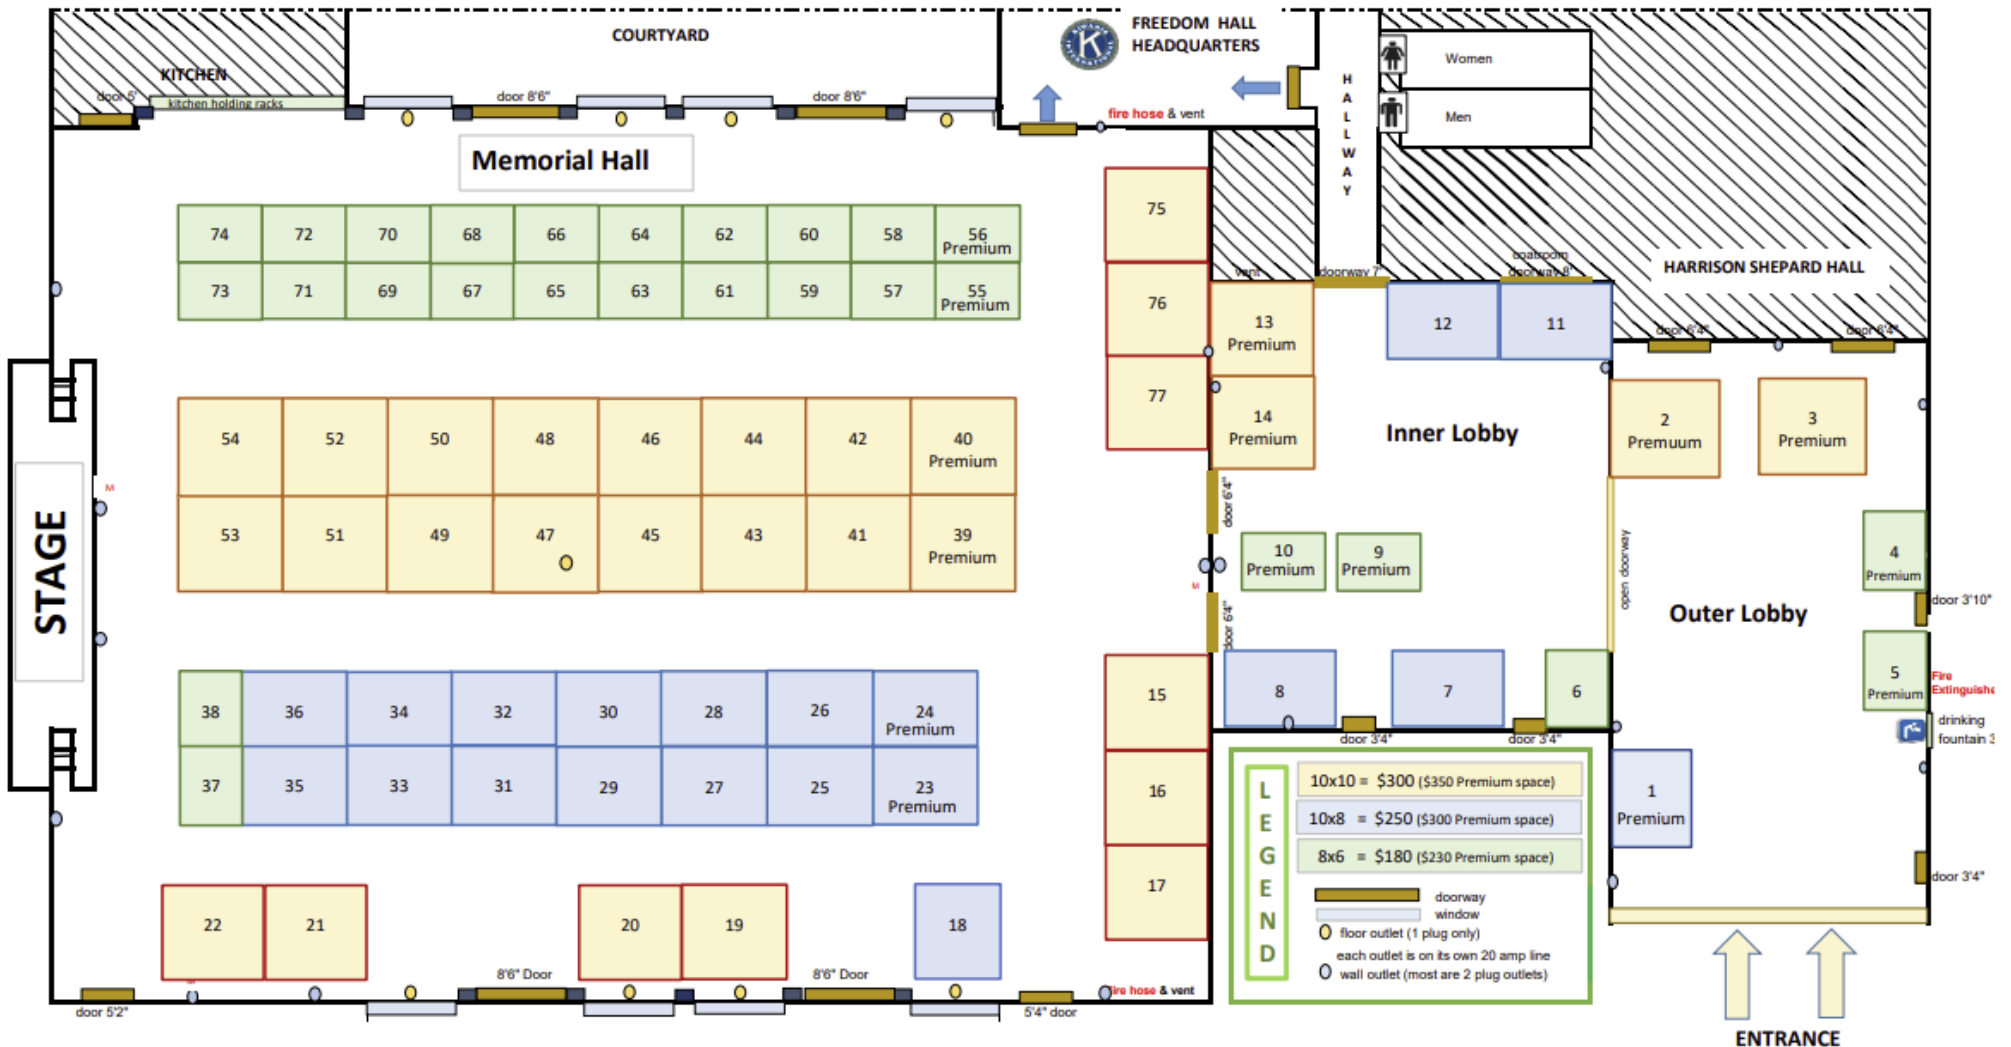 COURTYARD
FREEDOM HALL
HEADQUARTERS
KITCHEN
door 5'
kitchen holding racks
door 8'6"
door 8'6"
fire hose & vent
HALLWAY
Women
Men
Memorial Hall
HARRISON SHEPARD HALL
vent
doorway 7'
coatroom
doorway 8'
door 6'4"
door 6'4"
74
72
70
68
66
64
62
60
58
56
Premium
73
71
69
67
65
63
61
59
57
55
Premium
75
76
77
13
Premium
14
Premium
12
11
Inner Lobby
2
Premuum
3
Premium
54
52
50
48
46
44
42
40
Premium
53
51
49
47
45
43
41
39
Premium
STAGE
M
door 6'4"
M
door 6'4"
10
Premium
9
Premium
open doorway
Outer Lobby
4
Premium
door 3'10"
5
Premium
Fire
drinking
fountain 3
38
36
34
32
30
28
26
24
Premium
37
35
33
31
29
27
25
23
Premium
15
16
17
8
7
6
door 3'4"
door 3'4"
1
Premium
door 3'4"
22
21
20
19
18
8'6" Door
8'6" Door
door 5'2"
5'4" door
fire hose & vent
LEGEND
10x10 = $300 ($350 Premium space)
10x8 = $250 ($300 Premium space)
8x6 = $180 ($230 Premium space)
doorway
window
floor outlet (1 plug only)
each outlet is on its own 20 amp line
wall outlet (most are 2 plug outlets)
ENTRANCE